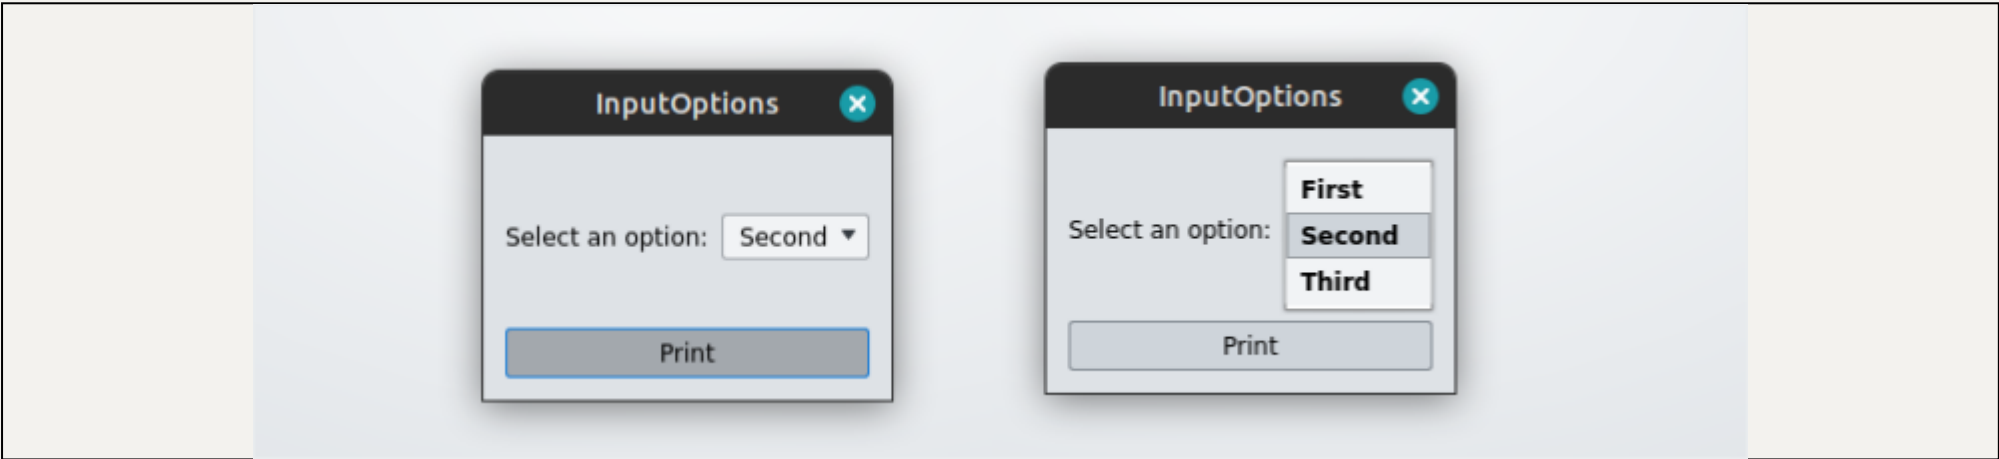 InputOptions
Select an option: Second
Print
InputOptions
First
Select an option:
Second
Third
Print